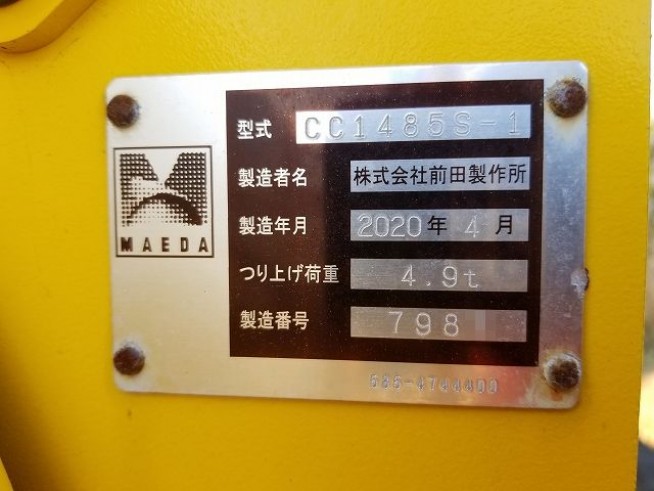 MAEDA
型式 CC1485S-1
製造者名 株式会社前田製作所
製造年月 2020年 4月
つり上げ荷重 4.9t
製造番号 798